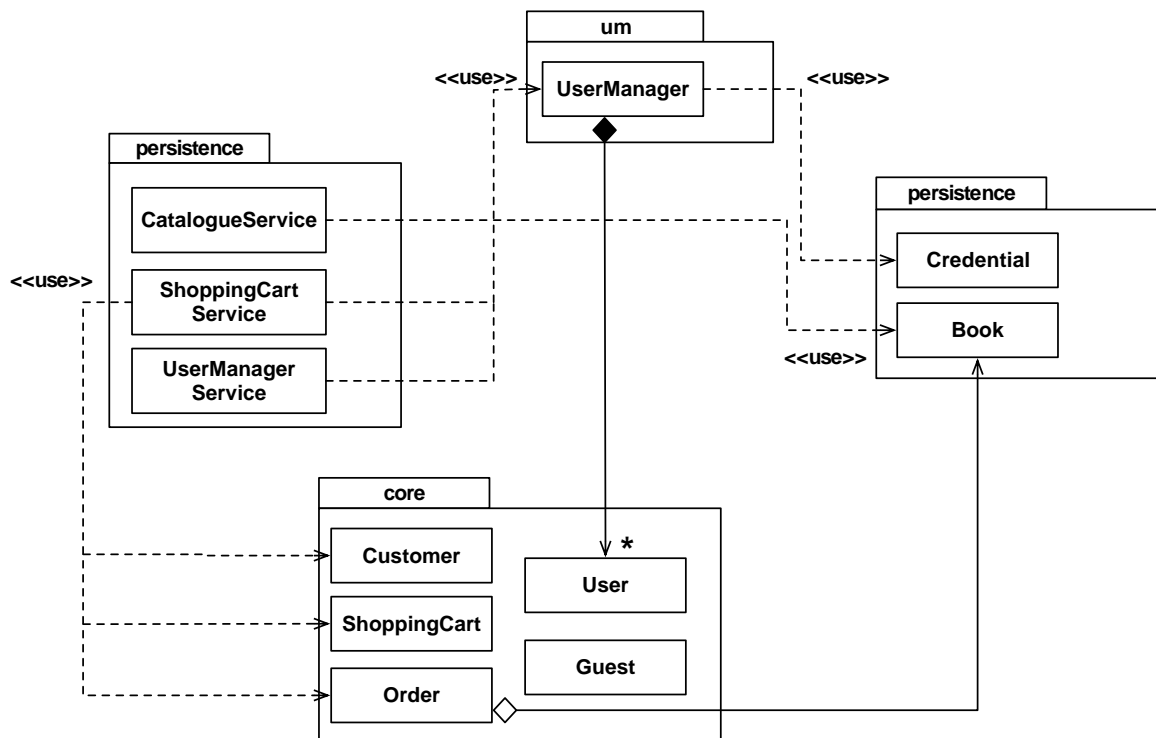 um
<<use>>
UserManager
<<use>>
persistence
CatalogueService
persistence
Credential
<<use>>
ShoppingCart
Service
Book
<<use>>
UserManager
Service
core
Customer
*
User
ShoppingCart
Guest
Order